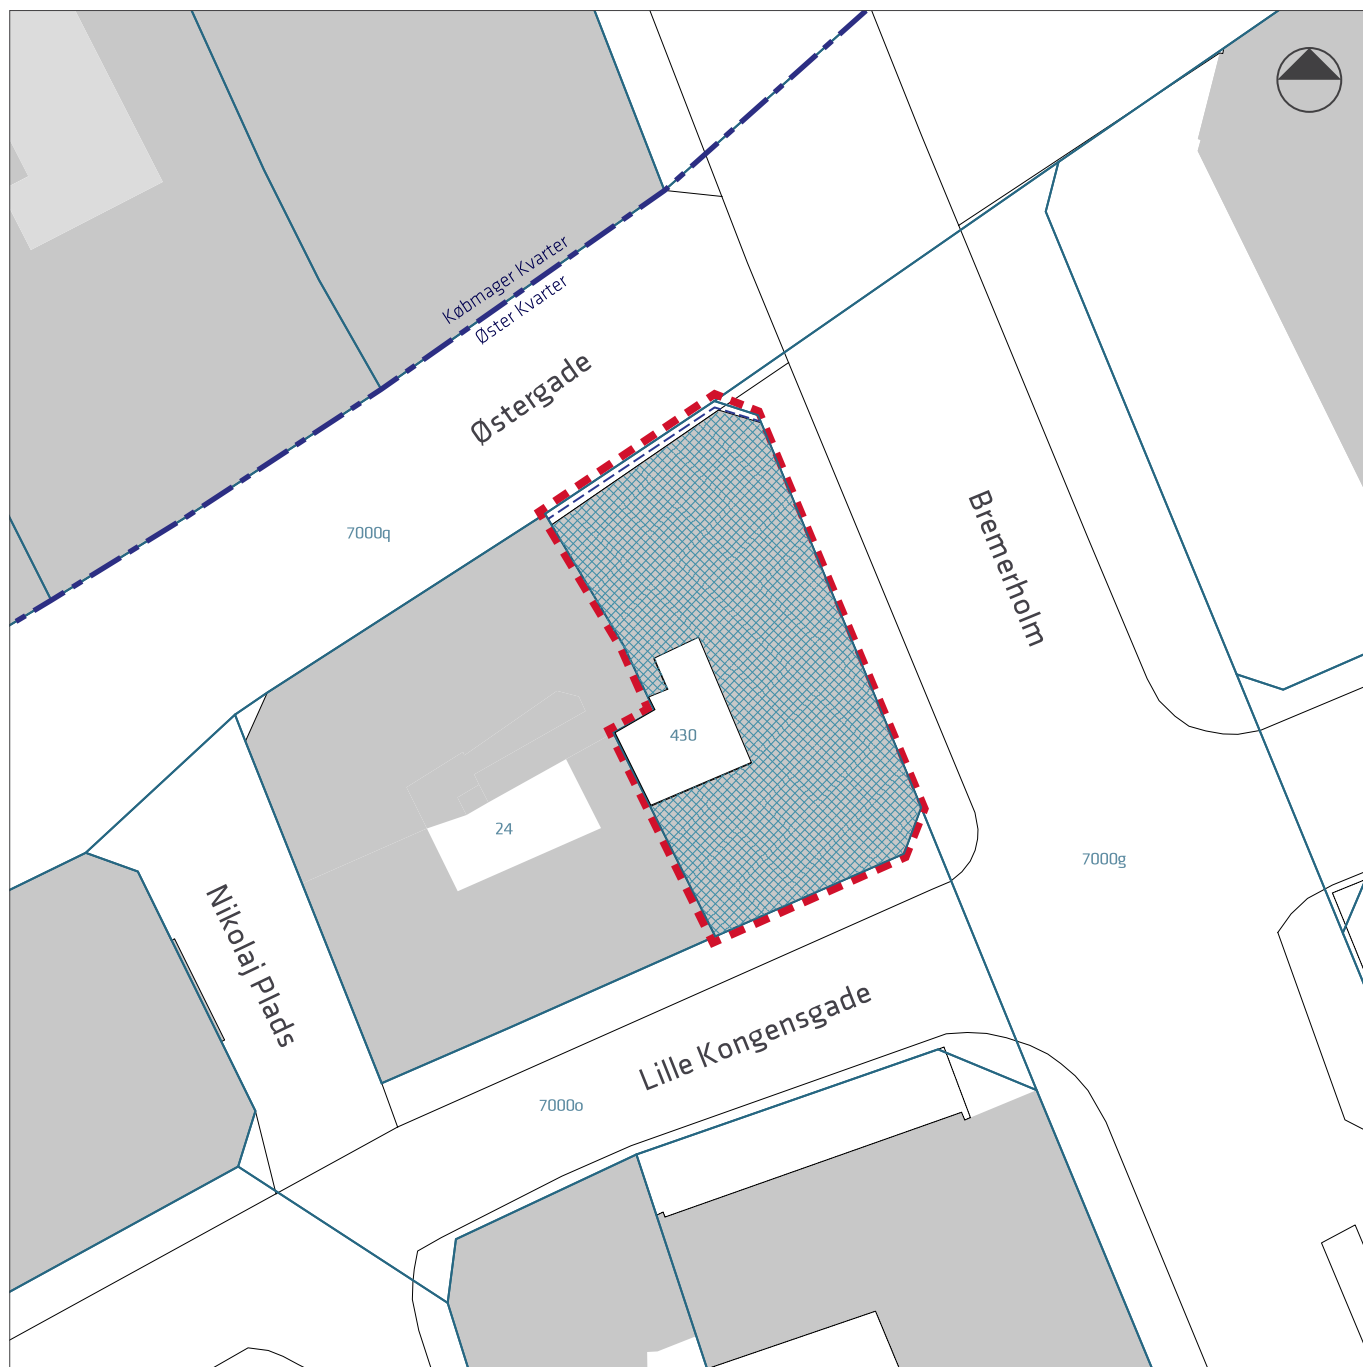 Købmager Kvarter
Øster Kvarter
Østergade
7000q
Bremerholm
430
24
7000g
Nikolaj Plads
Lille Kongensgade
7000o